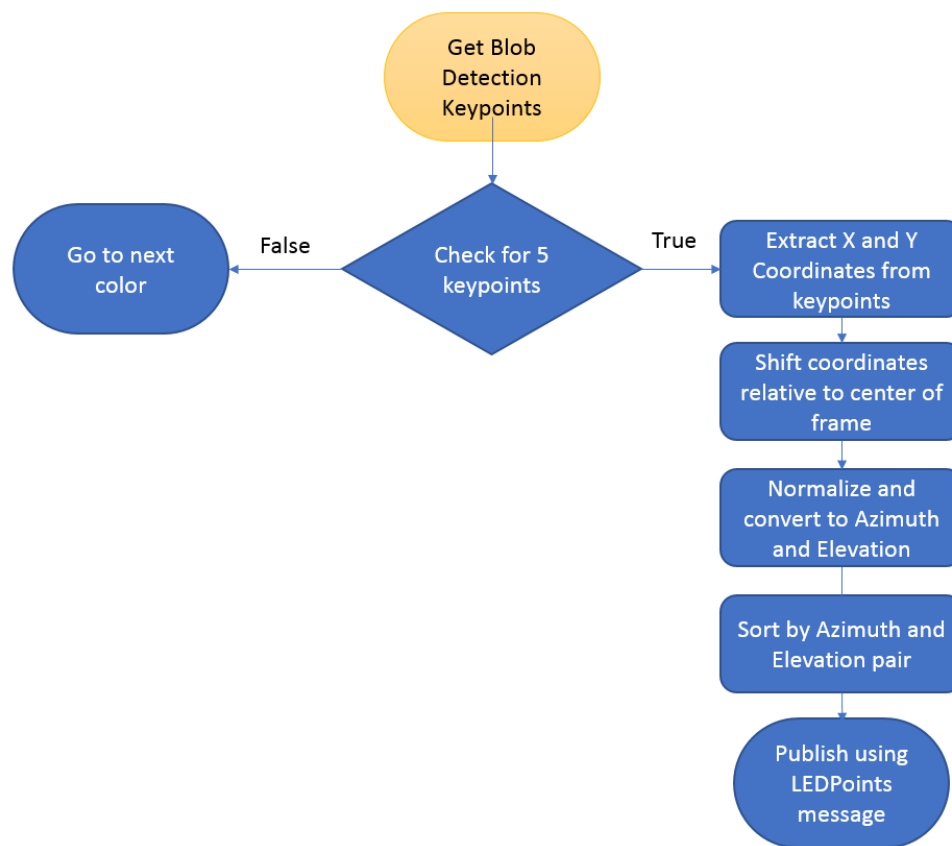 Get Blob
Detection
Keypoints
Go to next
color
False
Check for 5
keypoints
True
Extract X and Y
Coordinates from
keypoints
Shift coordinates
relative to center of
frame
Normalize and
convert to Azimuth
and Elevation
Sort by Azimuth and
Elevation pair
Publish using
LEDPoints
message